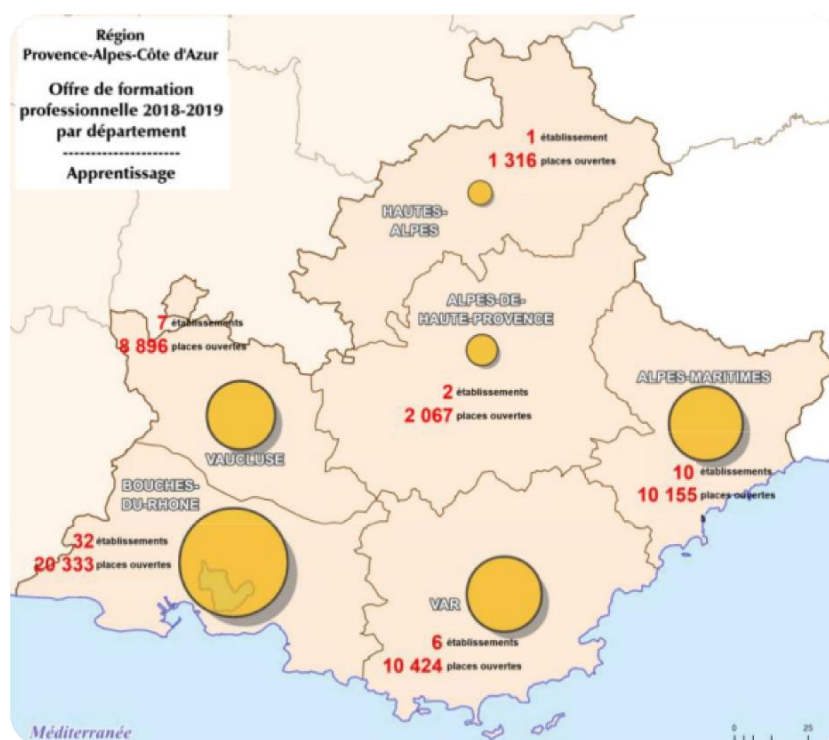 Région
Provence-Alpes-Côte d'Azur
Offre de formation
professionnelle 2018-2019
par département
---------------------
Apprentissage
1 établissement
1 316 places ouvertes
HAUTES-
ALPES
7 établissements
8 896 places ouvertes
ALPES-DE-
HAUTE-PROVENCE
2 établissements
2 067 places ouvertes
ALPES-MARITIMES
10 établissements
10 155 places ouvertes
VAUCLUSE
BOUCHES-
DU-RHONE
32 établissements
20 333 places ouvertes
VAR
6 établissements
10 424 places ouvertes
Méditerranée
0 25